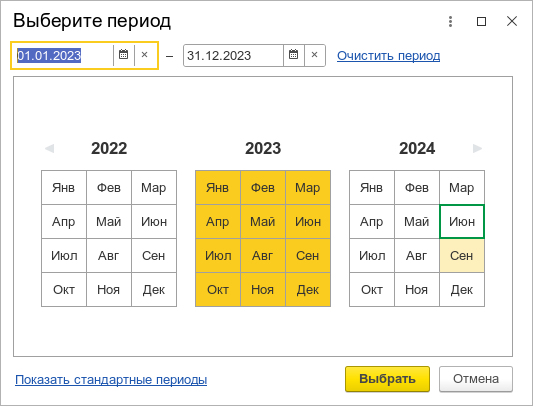 Выберите период
01.01.2023 – 31.12.2023 Очистить период
2022 2023 2024
Янв Фев Мар Янв Фев Мар Янв Фев Мар
Апр Май Июн Апр Май Июн Апр Май Июн
Июл Авг Сен Июл Авг Сен Июл Авг Сен
Окт Ноя Дек Окт Ноя Дек Окт Ноя Дек
Показать стандартные периоды Выбрать Отмена